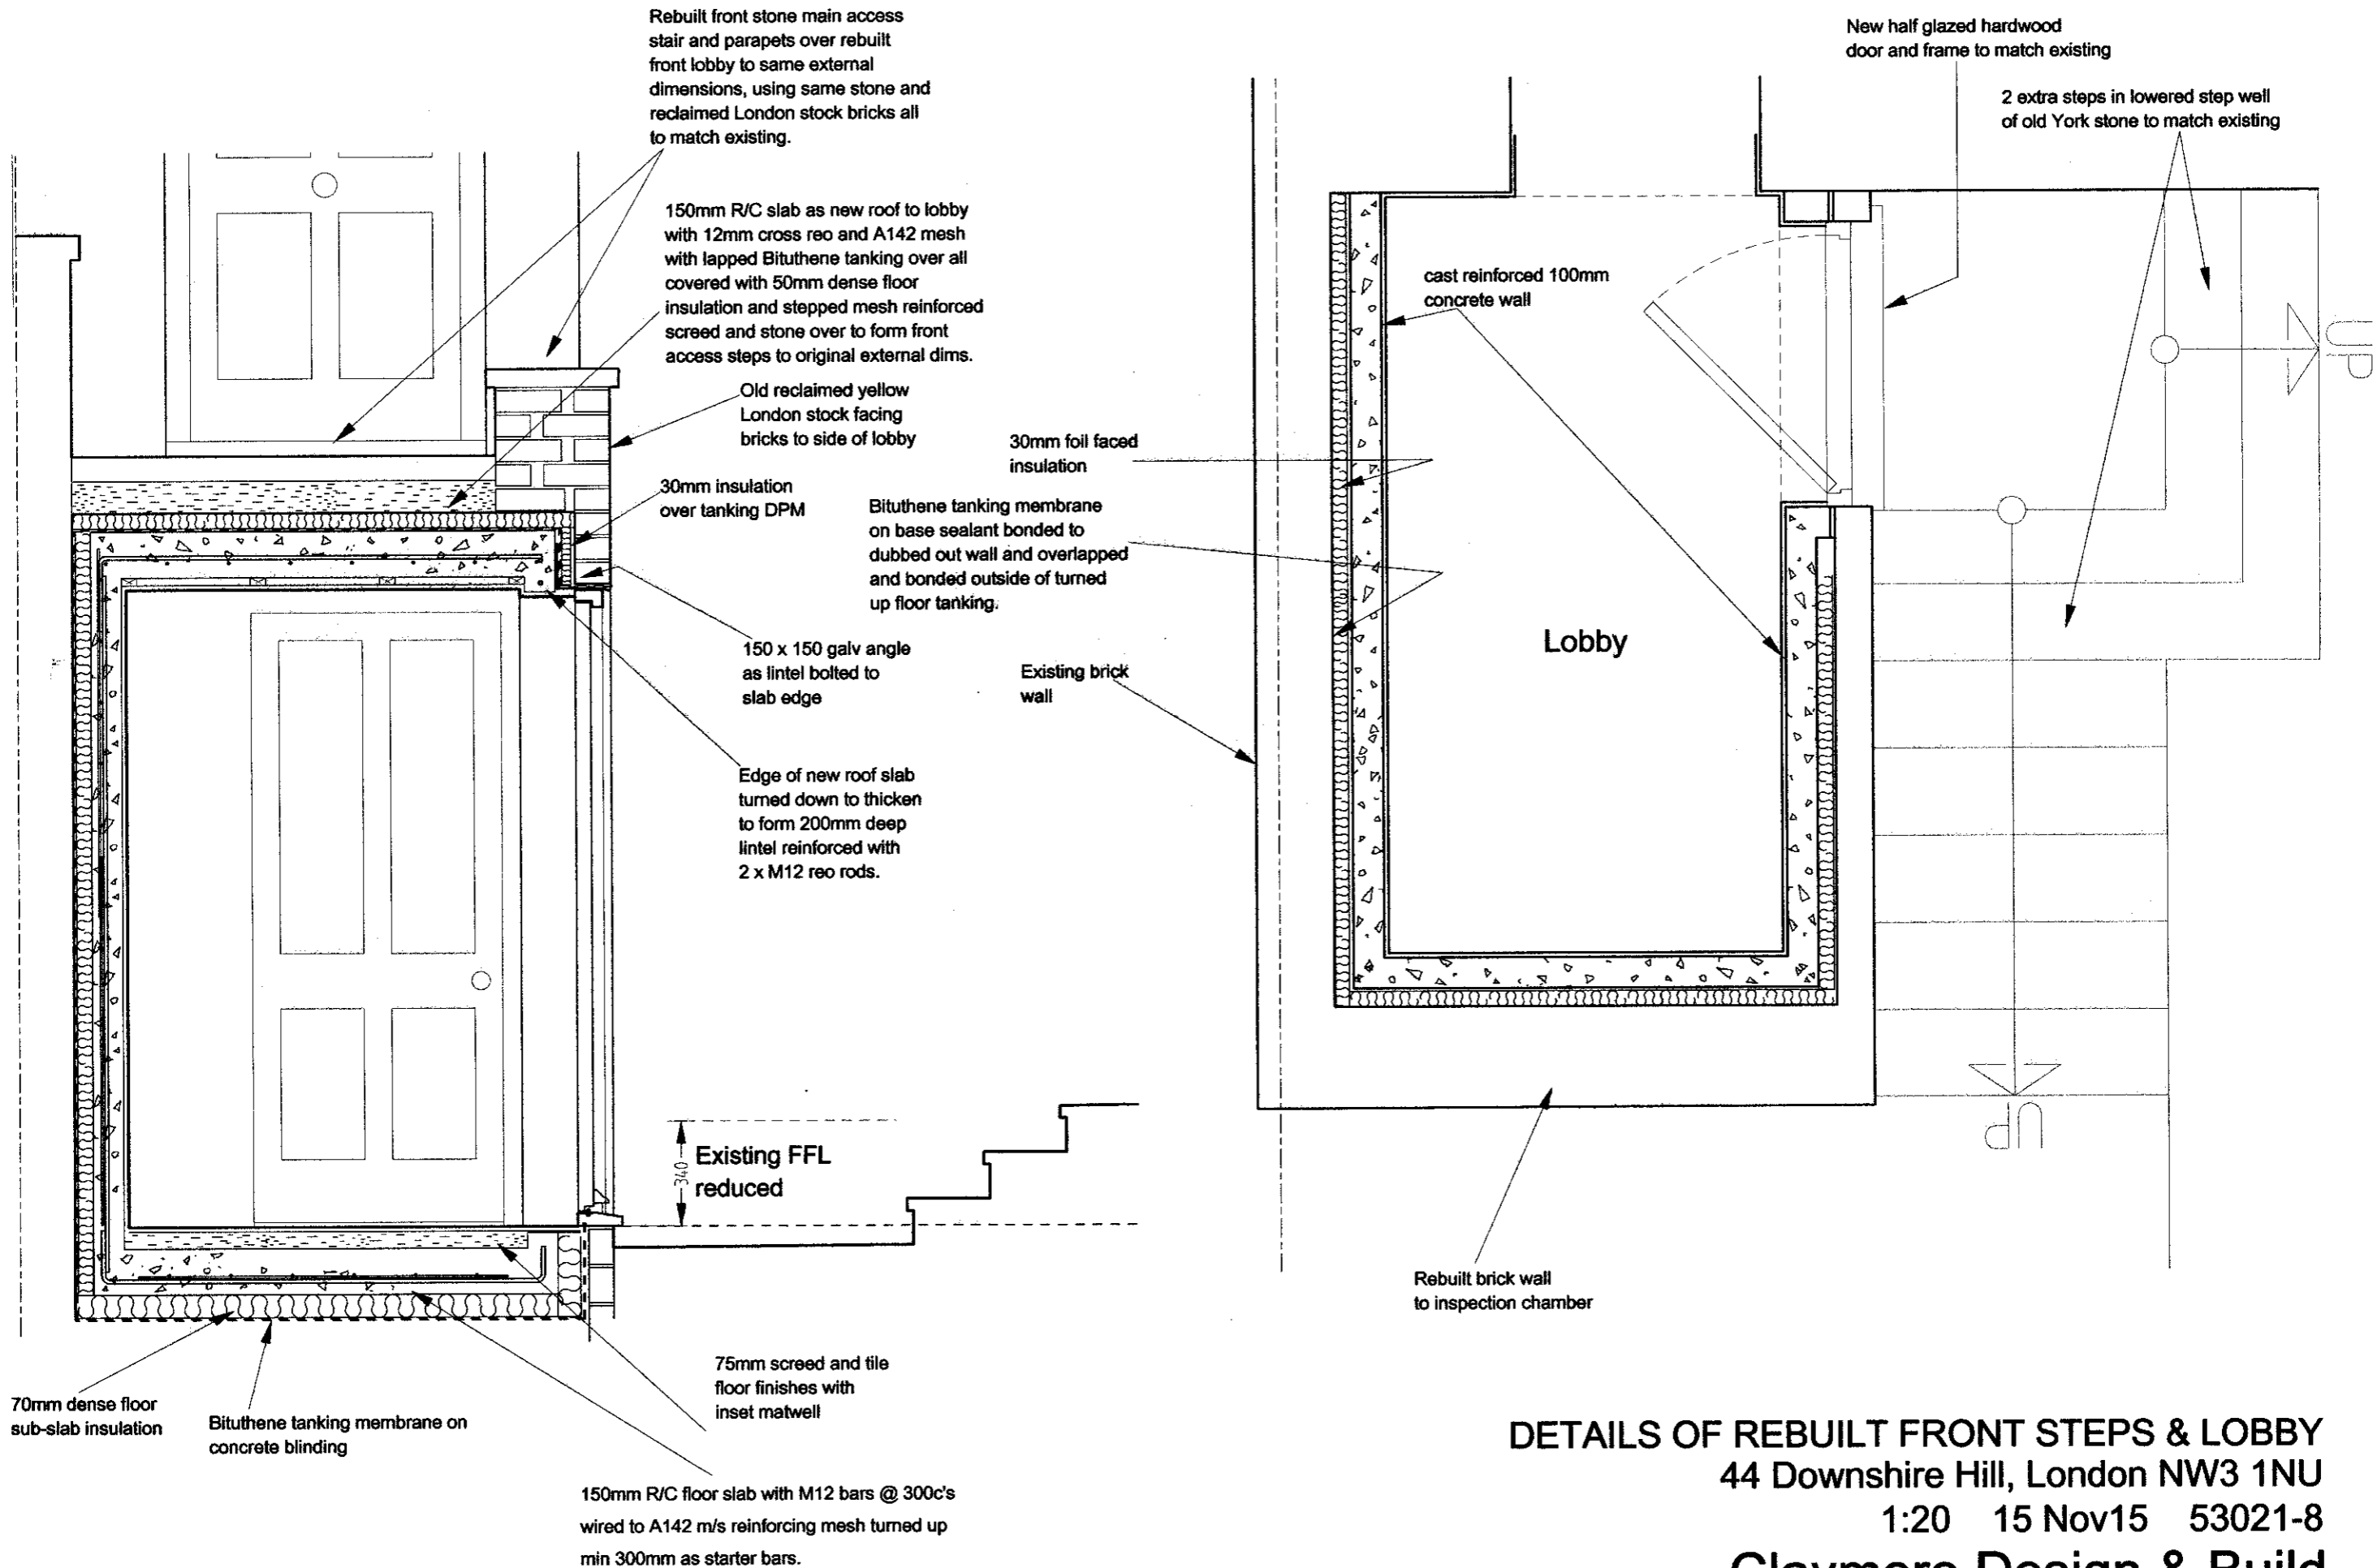 Rebuilt front stone main access
stair and parapets over rebuilt
front lobby to same external
dimensions, using same stone and
reclaimed London stock bricks all
to match existing.
150mm R/C slab as new roof to lobby
with 12mm cross reo and A142 mesh
with lapped Bituthene tanking over all
covered with 50mm dense floor
insulation and stepped mesh reinforced
screed and stone over to form front
access steps to original external dims.
Old reclaimed yellow
London stock facing
bricks to side of lobby
30mm insulation
over tanking DPM
150 x 150 galv angle
as lintel bolted to
slab edge
Edge of new roof slab
turned down to thicken
to form 200mm deep
lintel reinforced with
2 x M12 reo rods.
340
Existing FFL
reduced
70mm dense floor
sub-slab insulation
Bituthene tanking membrane on
concrete blinding
75mm screed and tile
floor finishes with
inset matwell
150mm R/C floor slab with M12 bars @ 300c's
wired to A142 m/s reinforcing mesh turned up
min 300mm as starter bars.
New half glazed hardwood
door and frame to match existing
2 extra steps in lowered step well
of old York stone to match existing
cast reinforced 100mm
concrete wall
30mm foil faced
insulation
Bituthene tanking membrane
on base sealant bonded to
dubbed out wall and overlapped
and bonded outside of turned
up floor tanking.
Existing brick
wall
Lobby
UP
UP
Rebuilt brick wall
to inspection chamber
DETAILS OF REBUILT FRONT STEPS & LOBBY
44 Downshire Hill, London NW3 1NU
1:20 15 Nov15 53021-8
Claymore Design & Build